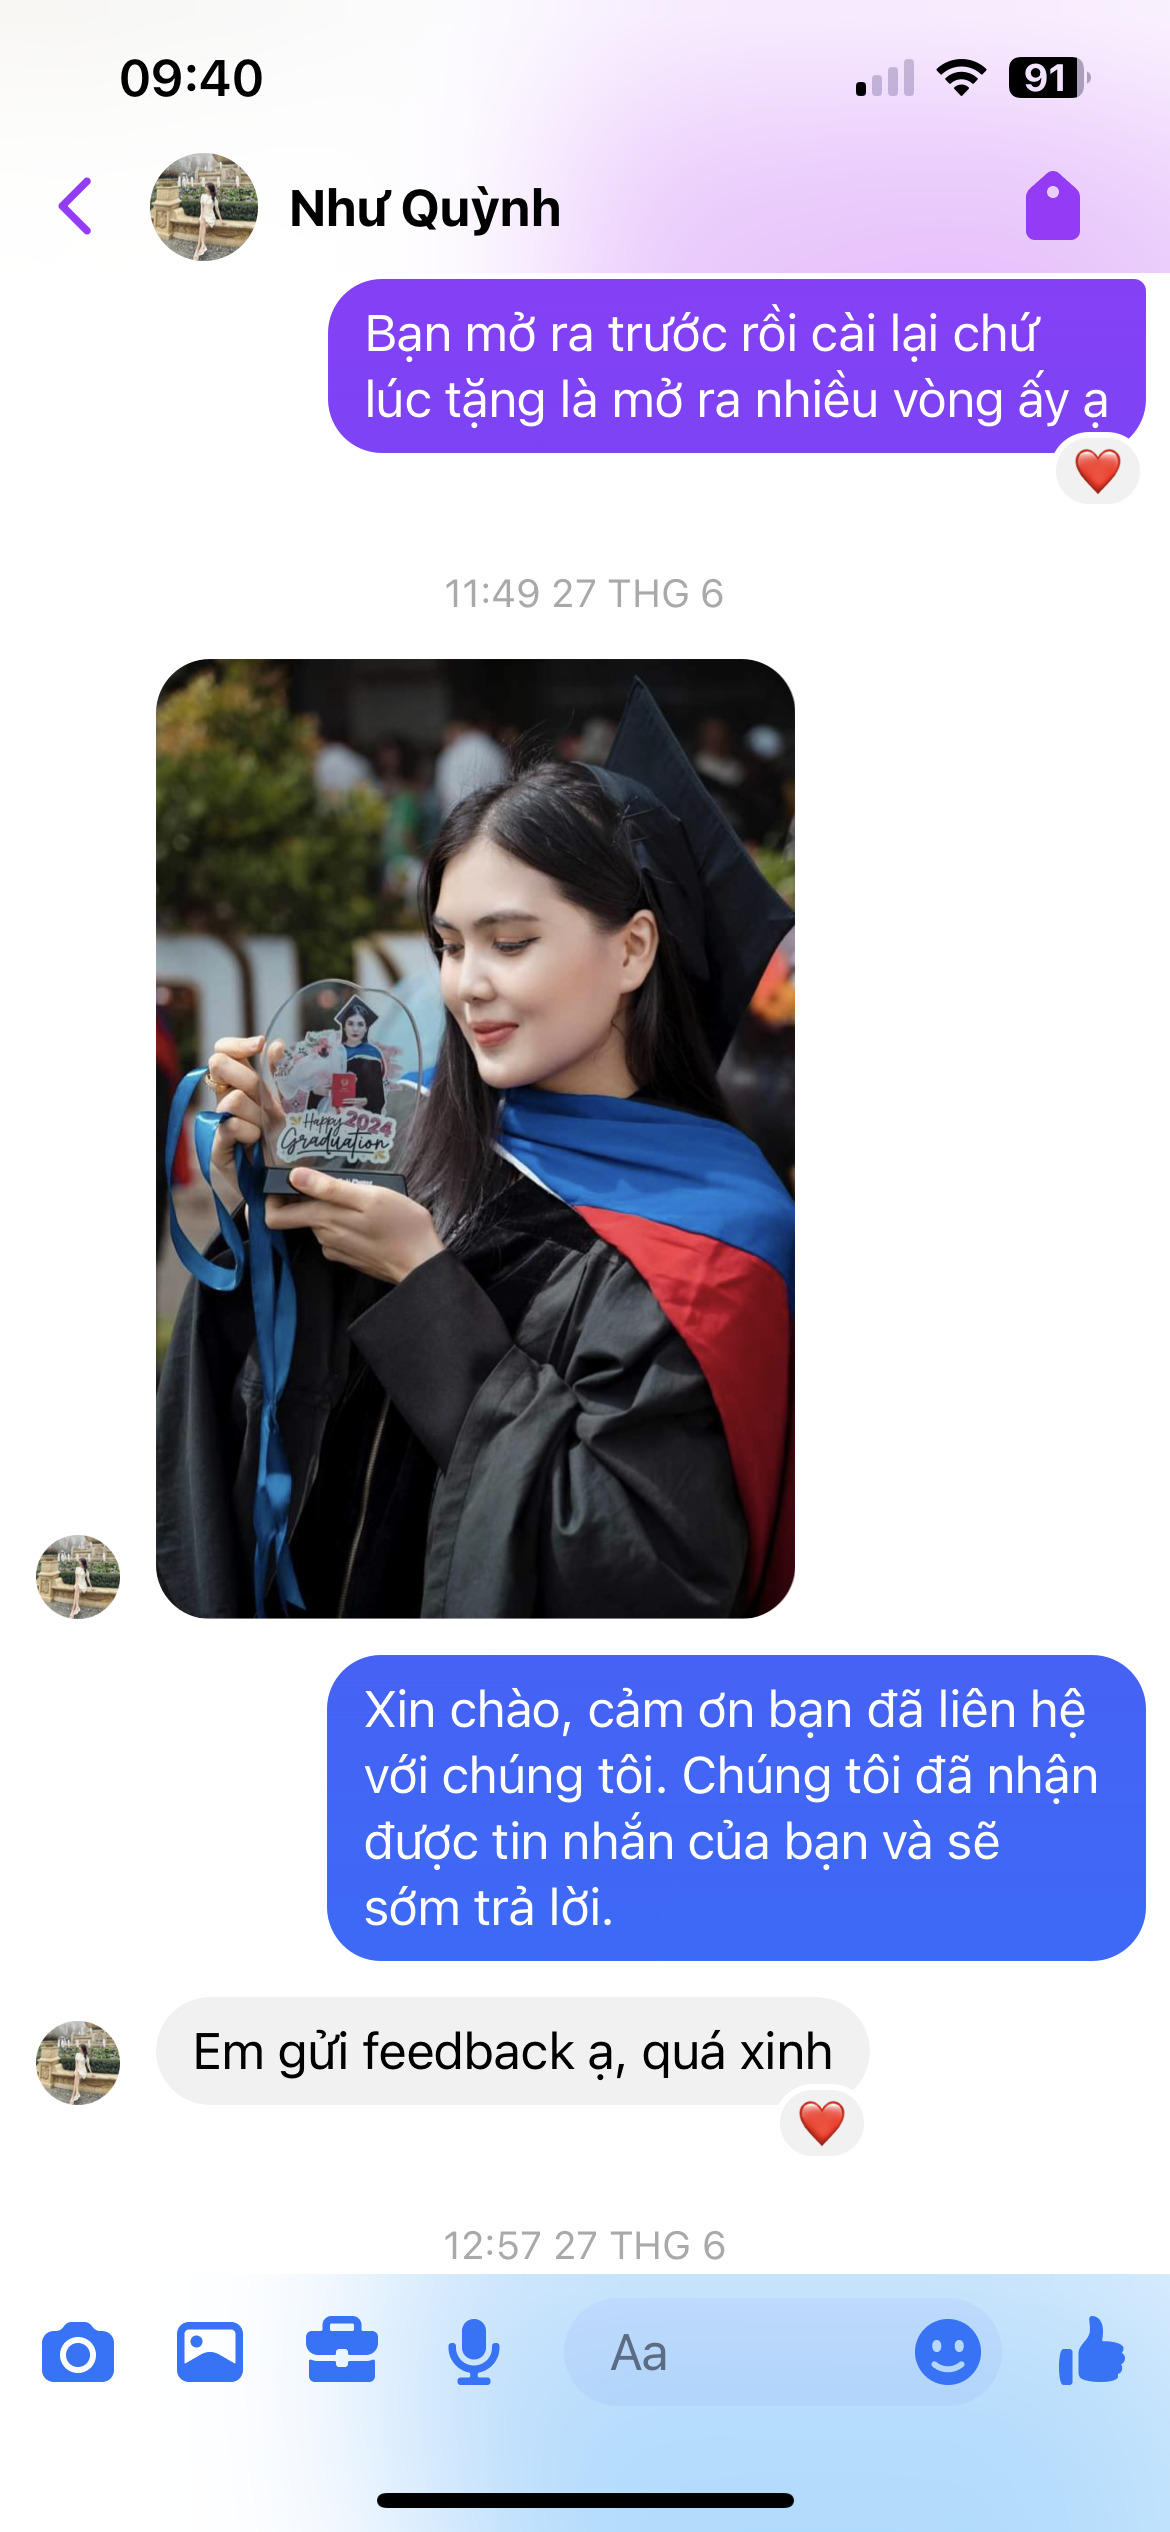 09:40
91
Như Quỳnh
Bạn mở ra trước rồi cài lại chứ
lúc tặng là mở ra nhiều vòng ấy ạ
11:49 27 THG 6
Happy 2024
Graduation
Xin chào, cảm ơn bạn đã liên hệ
với chúng tôi. Chúng tôi đã nhận
được tin nhắn của bạn và sẽ
sớm trả lời.
Em gửi feedback ạ, quá xinh
12:57 27 THG 6
Aa